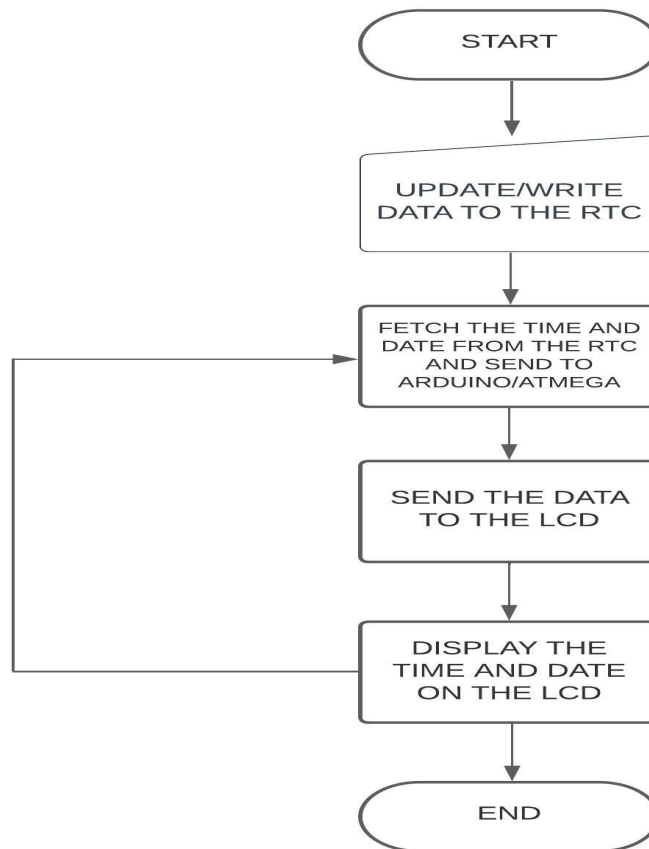 START
UPDATE/WRITE
DATA TO THE RTC
FETCH THE TIME AND
DATE FROM THE RTC
AND SEND TO
ARDUINO/ATMEGA
SEND THE DATA
TO THE LCD
DISPLAY THE
TIME AND DATE
ON THE LCD
END